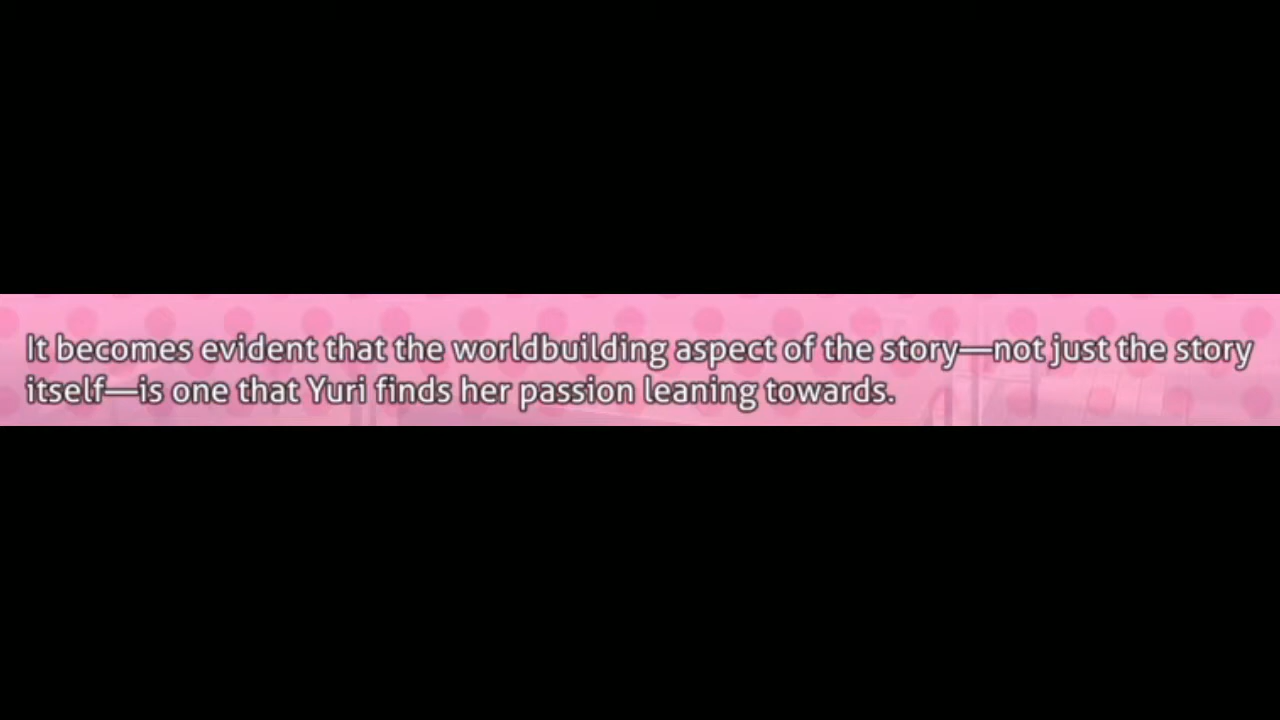 It becomes evident that the worldbuilding aspect of the story—not just the story
itself—is one that Yuri finds her passion leaning towards.